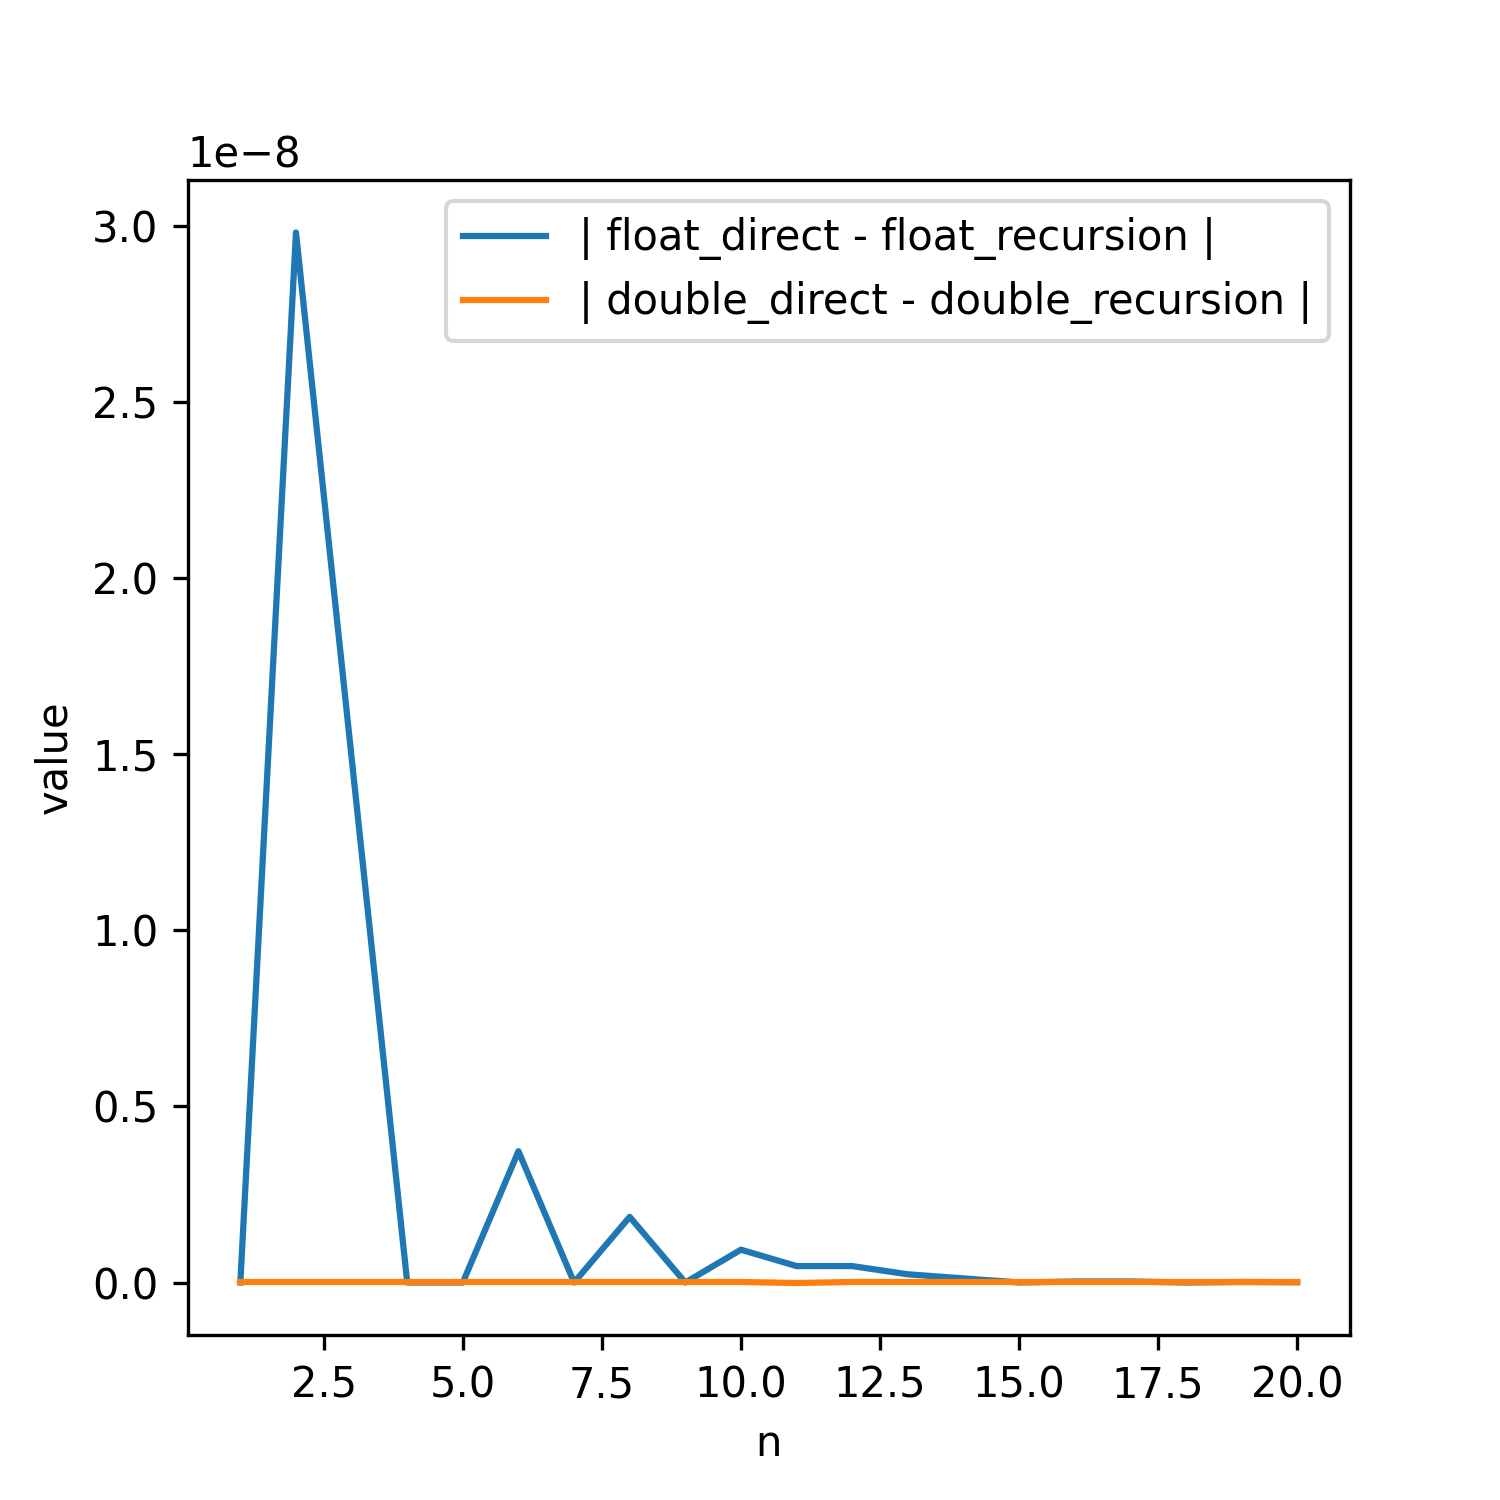 1e−8
| float_direct - float_recursion |
| double_direct - double_recursion |
3.0
2.5
2.0
1.5
1.0
0.5
0.0
value
2.5 5.0 7.5 10.0 12.5 15.0 17.5 20.0
n